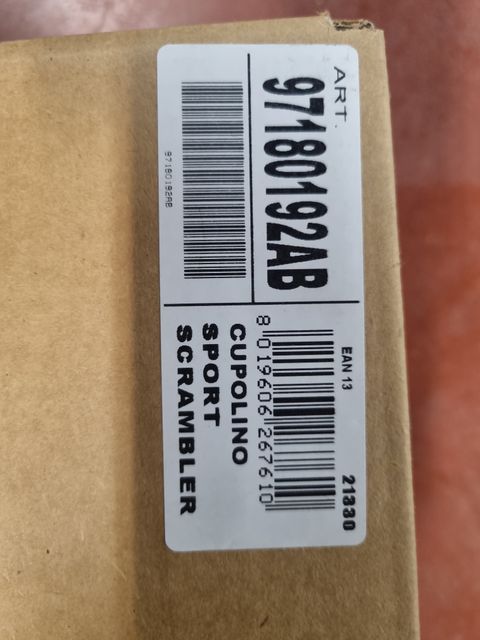 ART.
97180192AB
97180192AB
EAN 13
21330
8 019606 267610
CUPOLINO
SPORT
SCRAMBLER